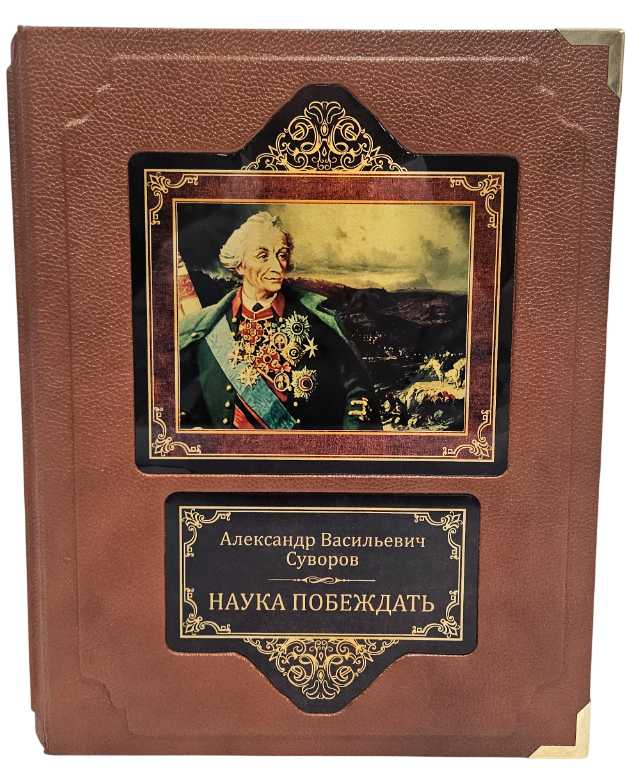 Александр Васильевич
Суворов
НАУКА ПОБЕЖДАТЬ